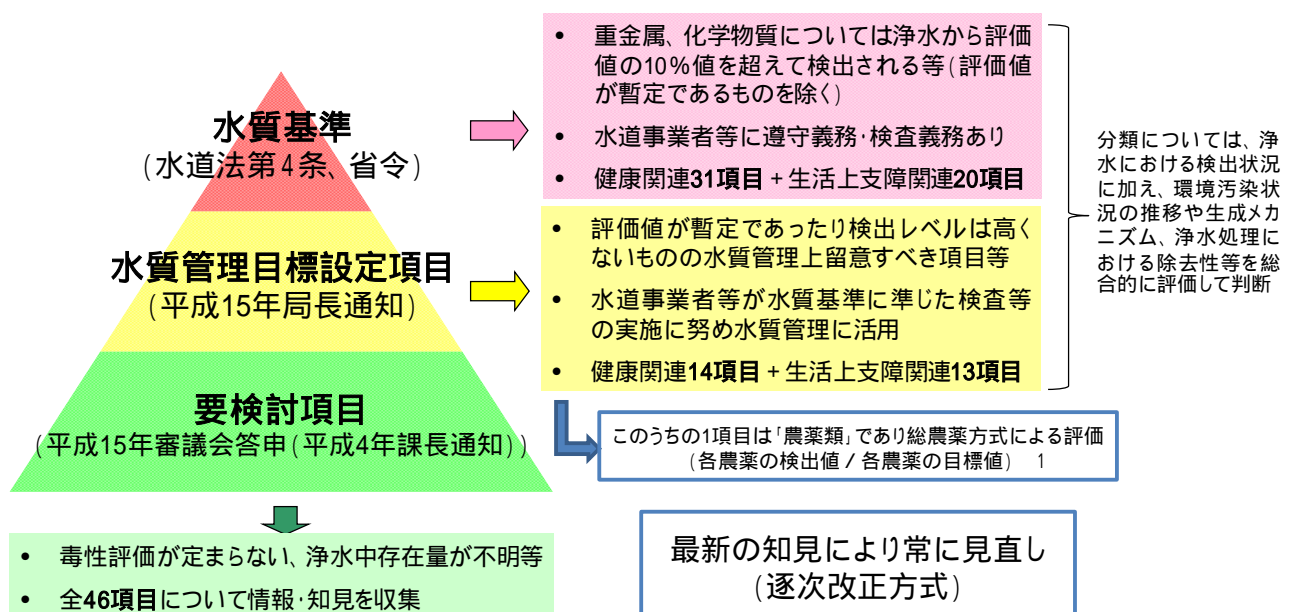 水質基準
(水道法第4条、省令)
水質管理目標設定項目
(平成15年局長通知)
要検討項目
(平成15年審議会答申(平成4年課長通知))
• 重金属、化学物質については浄水から評価
値の10%値を超えて検出される等(評価値
が暫定であるものを除く)
• 水道事業者等に遵守義務・検査義務あり
• 健康関連31項目+生活上支障関連20項目
• 評価値が暫定であったり検出レベルは高く
ないものの水質管理上留意すべき項目等
• 水道事業者等が水質基準に準じた検査等
の実施に努め水質管理に活用
• 健康関連14項目+生活上支障関連13項目
分類については、浄
水における検出状況
に加え、環境汚染状
況の推移や生成メカ
ニズム、浄水処理に
おける除去性等を総
合的に評価して判断
このうちの1項目は「農薬類」であり総農薬方式による評価
(各農薬の検出値/各農薬の目標値) 1
• 毒性評価が定まらない、浄水中存在量が不明等
• 全46項目について情報・知見を収集
最新の知見により常に見直し
(逐次改正方式)